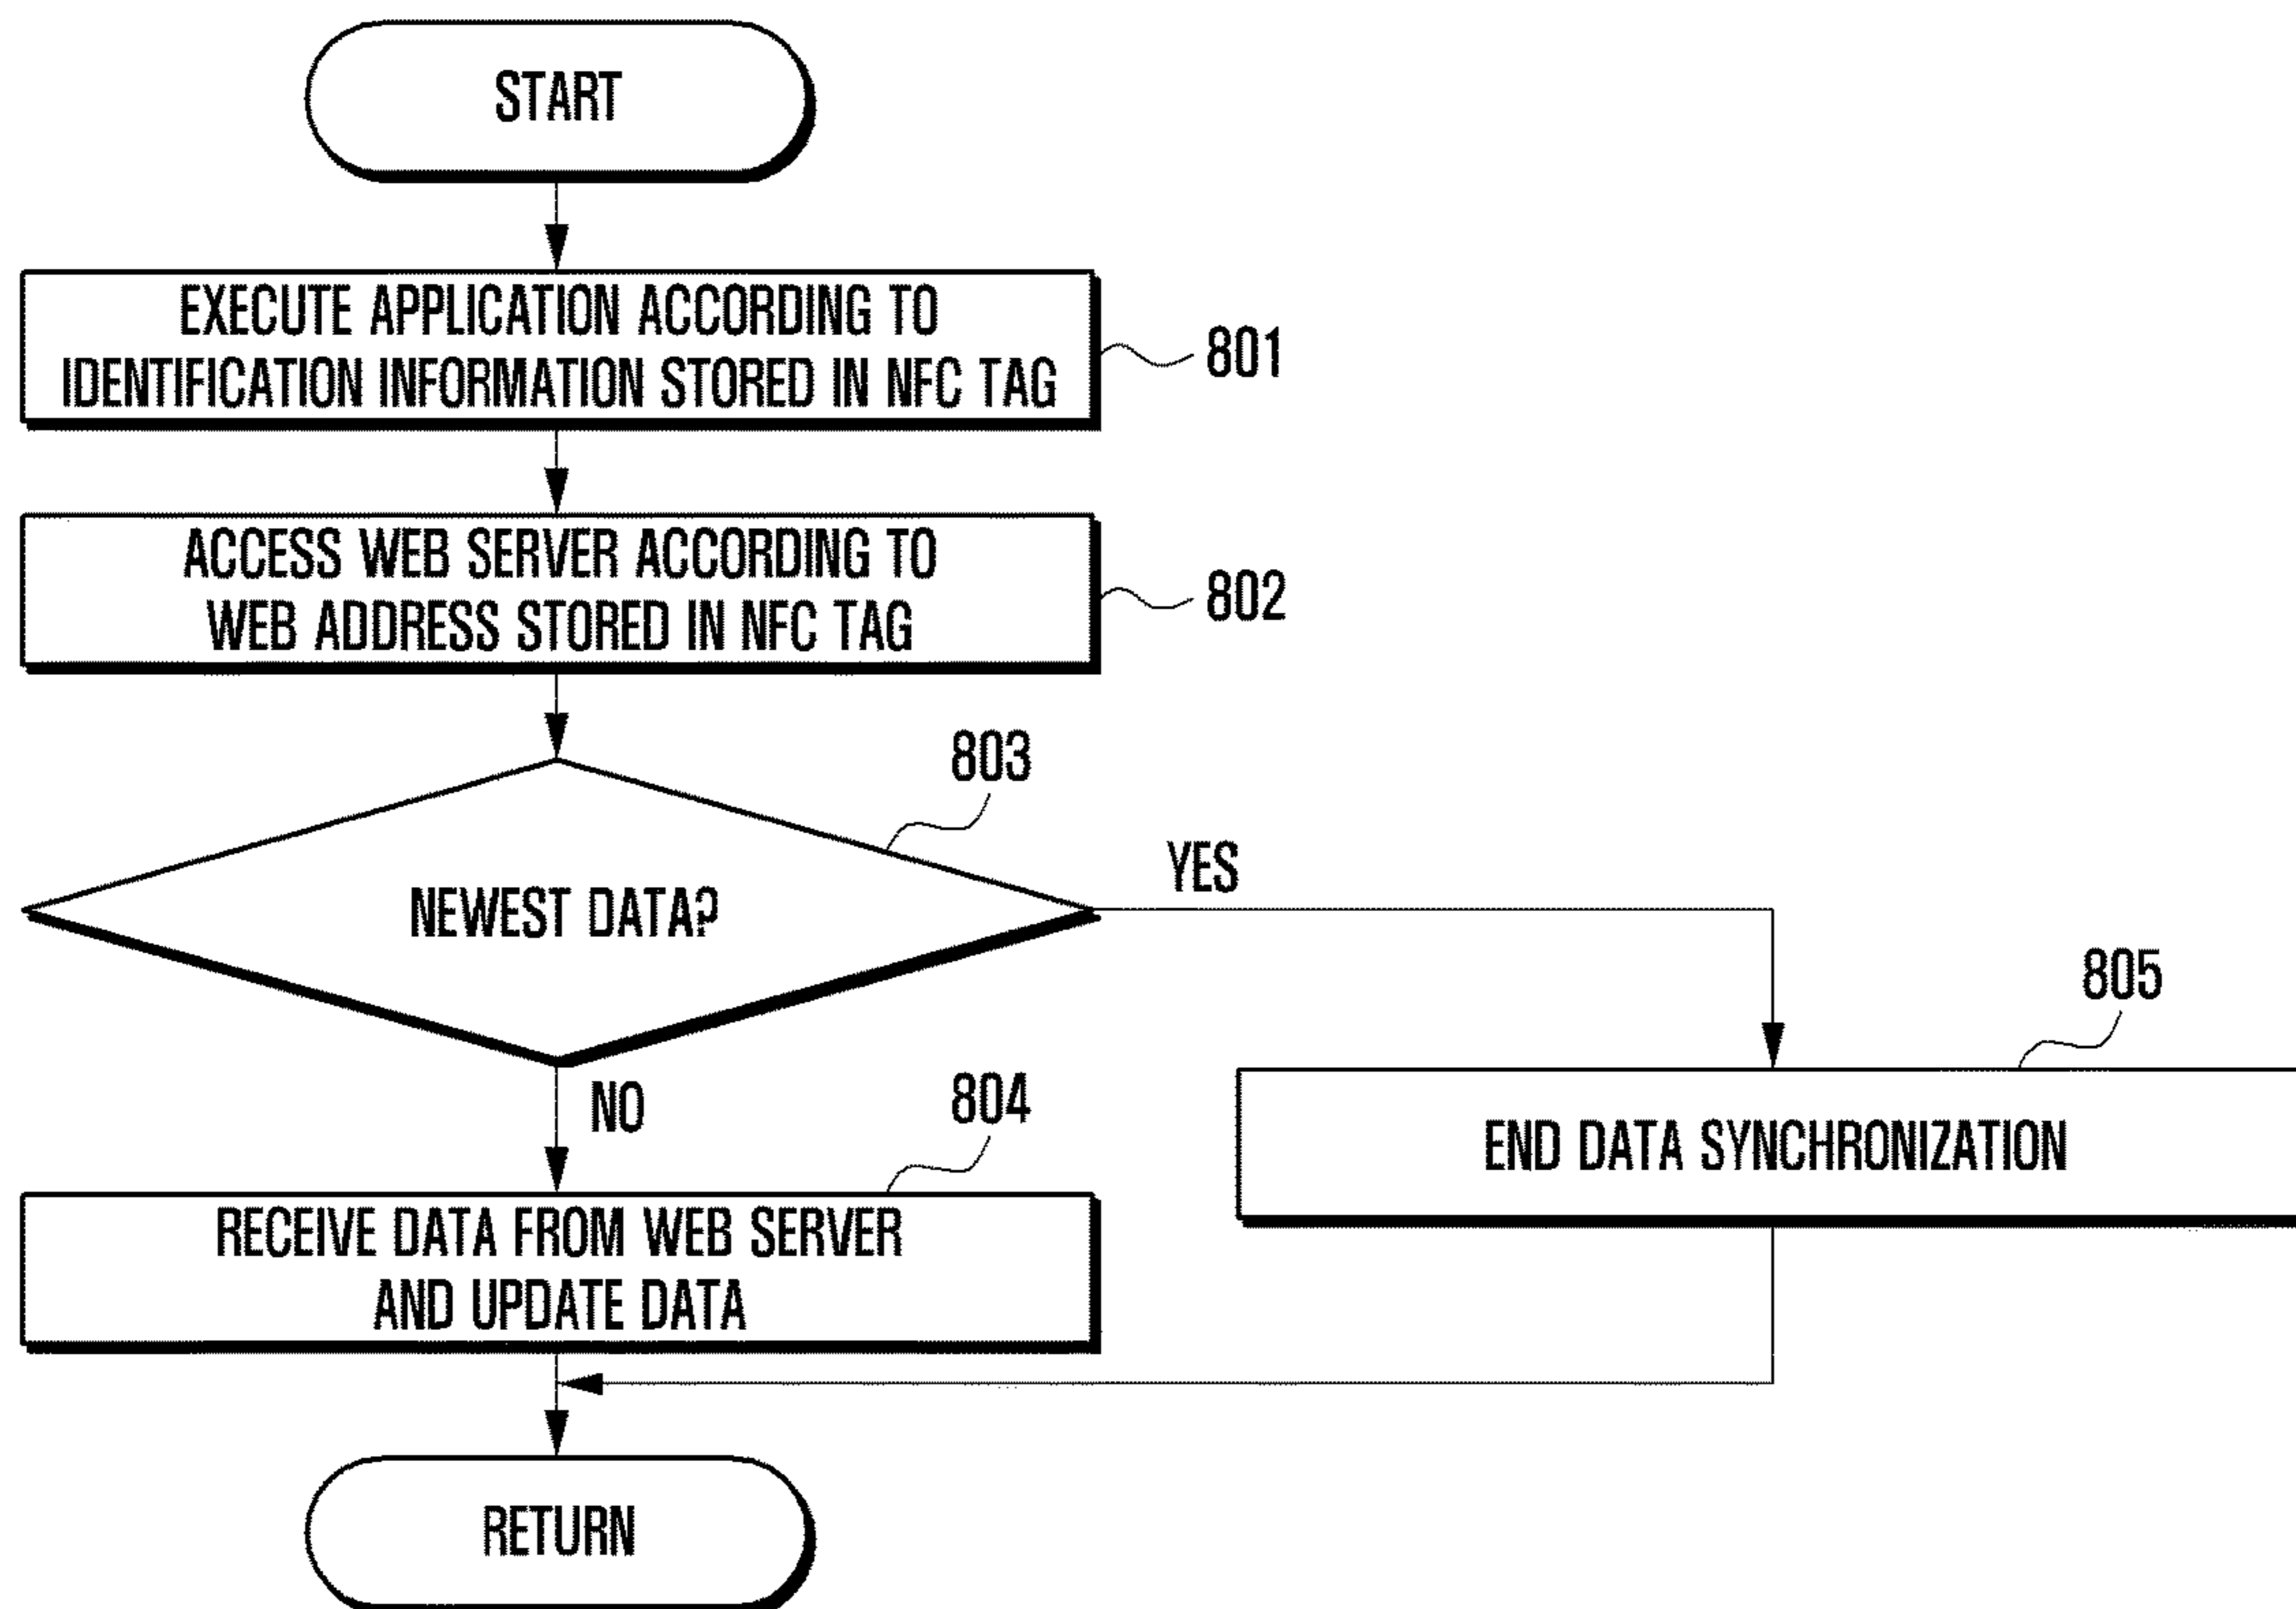 START
EXECUTE APPLICATION ACCORDING TO
IDENTIFICATION INFORMATION STORED IN NFC TAG
801
ACCESS WEB SERVER ACCORDING TO
WEB ADDRESS STORED IN NFC TAG
802
803
NEWEST DATA?
YES
NO
804
805
END DATA SYNCHRONIZATION
RECEIVE DATA FROM WEB SERVER
AND UPDATE DATA
RETURN